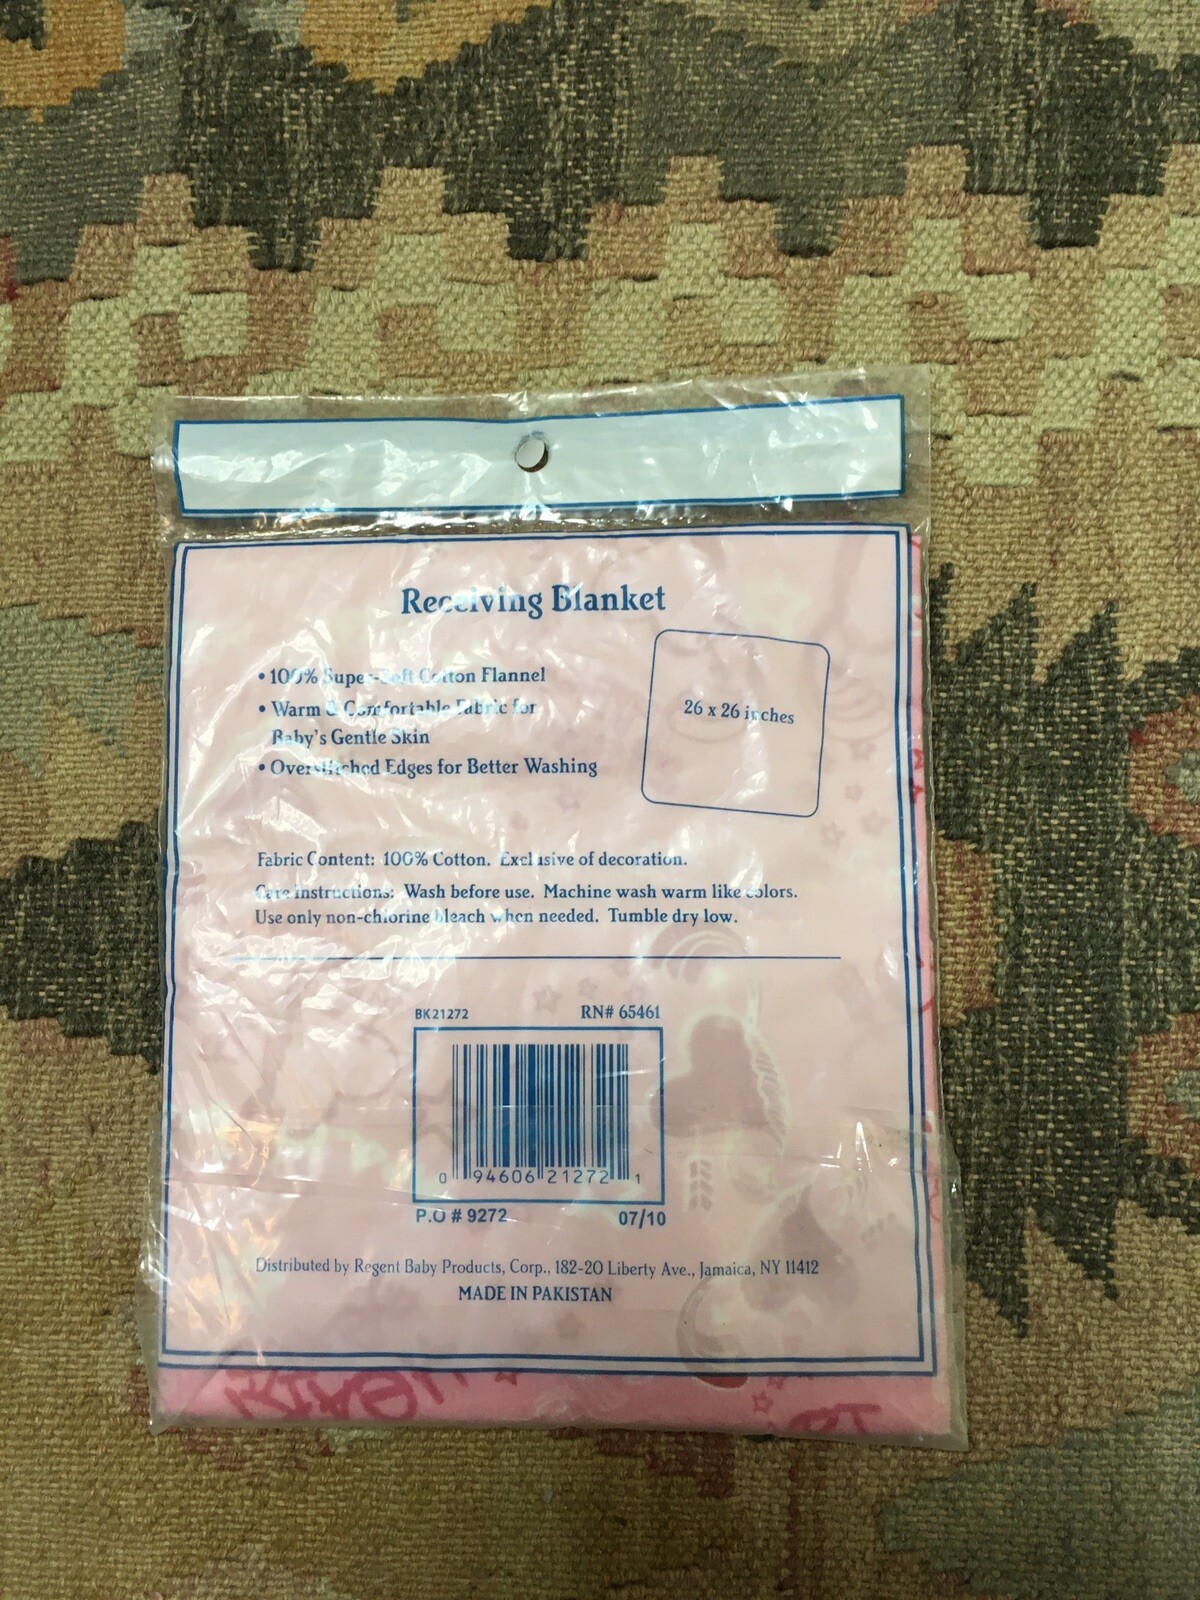 Receiving Blanket
• 100% Super-Soft Cotton Flannel
• Warm & Comfortable Fabric for
Baby's Gentle Skin
• Overstitched Edges for Better Washing
26 x 26 inches
Fabric Content: 100% Cotton. Exclusive of decoration.
Care Instructions: Wash before use. Machine wash warm like colors.
Use only non-chlorine bleach when needed. Tumble dry low.
BK21272 RN# 65461
0 94606 21272 1
P.O # 9272 07/10
Distributed by Regent Baby Products, Corp., 182-20 Liberty Ave., Jamaica, NY 11412
MADE IN PAKISTAN